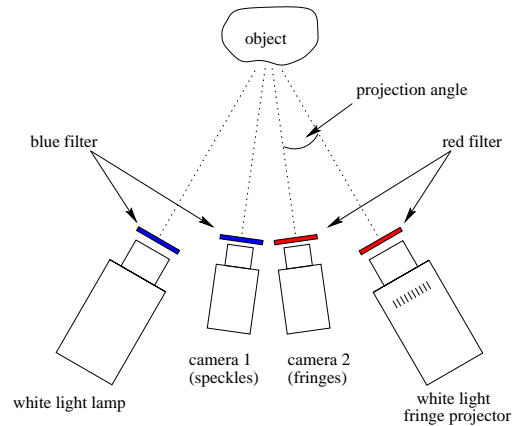 object
projection angle
blue filter
red filter
camera 1
(speckles)
camera 2
(fringes)
white light lamp
white light
fringe projector